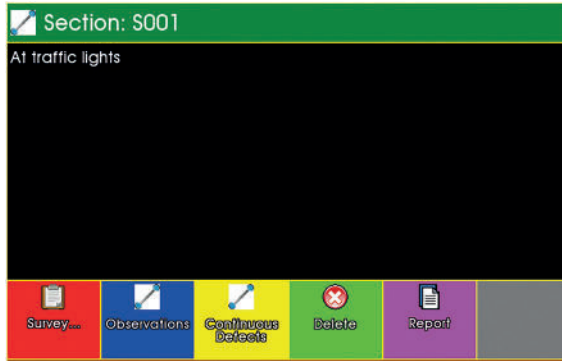 Section: S001
At traffic lights
Survey...
Observations
Continuous
Defects
Delete
Report